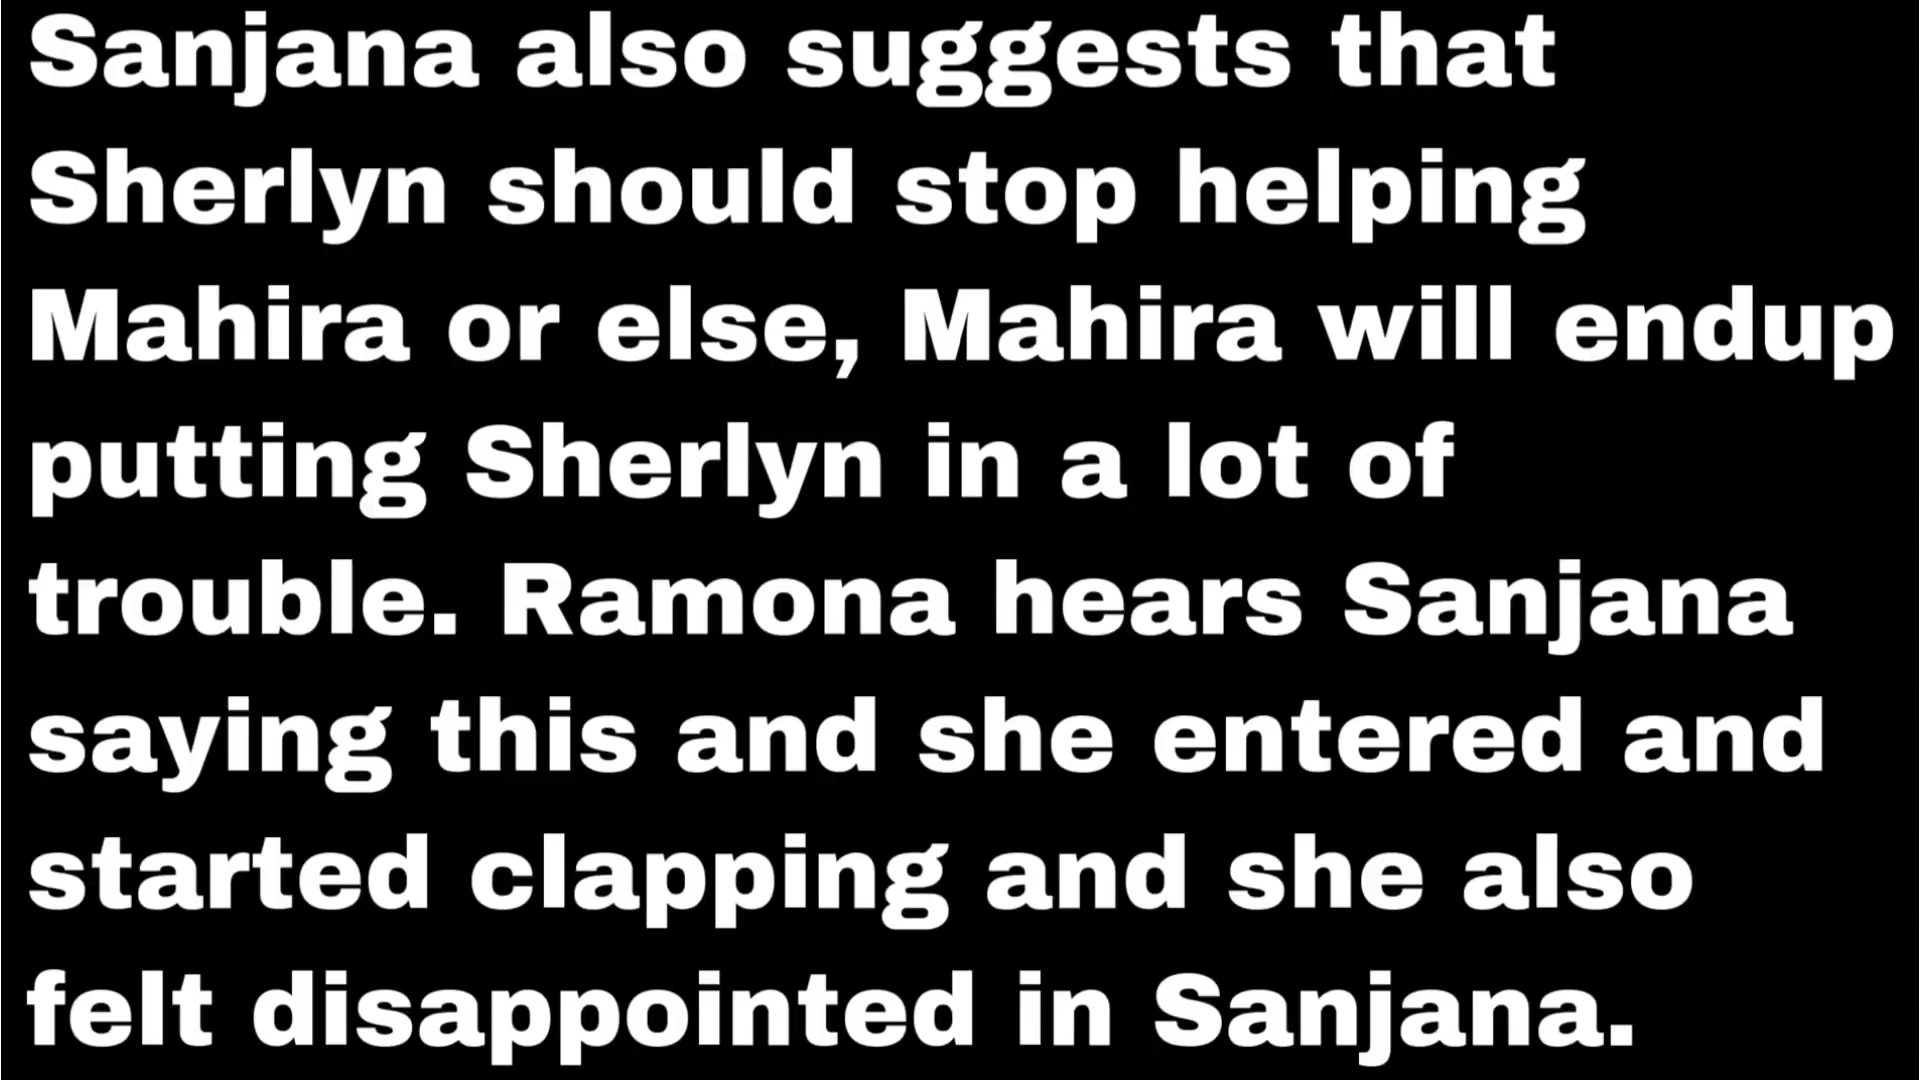 Sanjana also suggests that
Sherlyn should stop helping
Mahira or else, Mahira will endup
putting Sherlyn in a lot of
trouble. Ramona hears Sanjana
saying this and she entered and
started clapping and she also
felt disappointed in Sanjana.